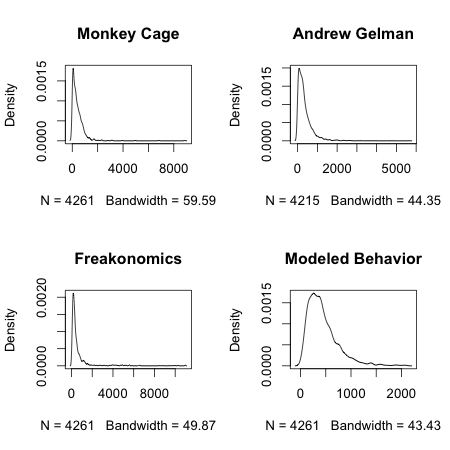 Monkey Cage
Density
0.0000 0.0015
0 4000 8000
N = 4261 Bandwidth = 59.59
Andrew Gelman
Density
0.0000 0.0015
0 2000 5000
N = 4215 Bandwidth = 44.35
Freakonomics
Density
0.0000 0.0020
0 4000 8000
N = 4261 Bandwidth = 49.87
Modeled Behavior
Density
0.0000 0.0015
0 1000 2000
N = 4261 Bandwidth = 43.43